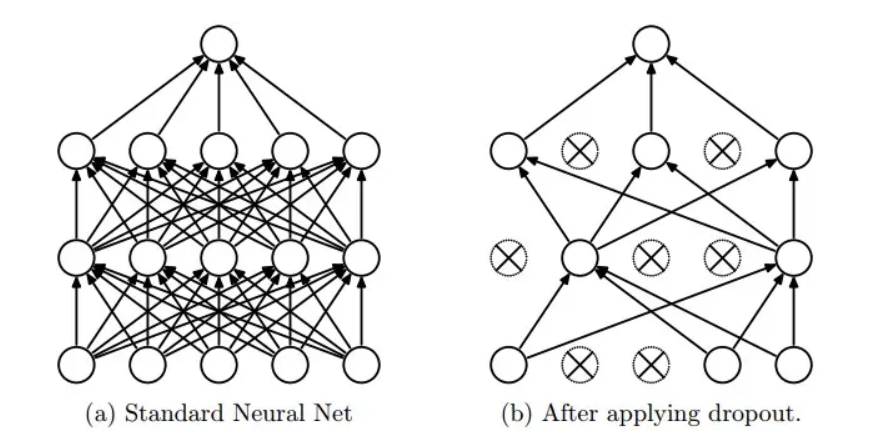 (a) Standard Neural Net
(b) After applying dropout.